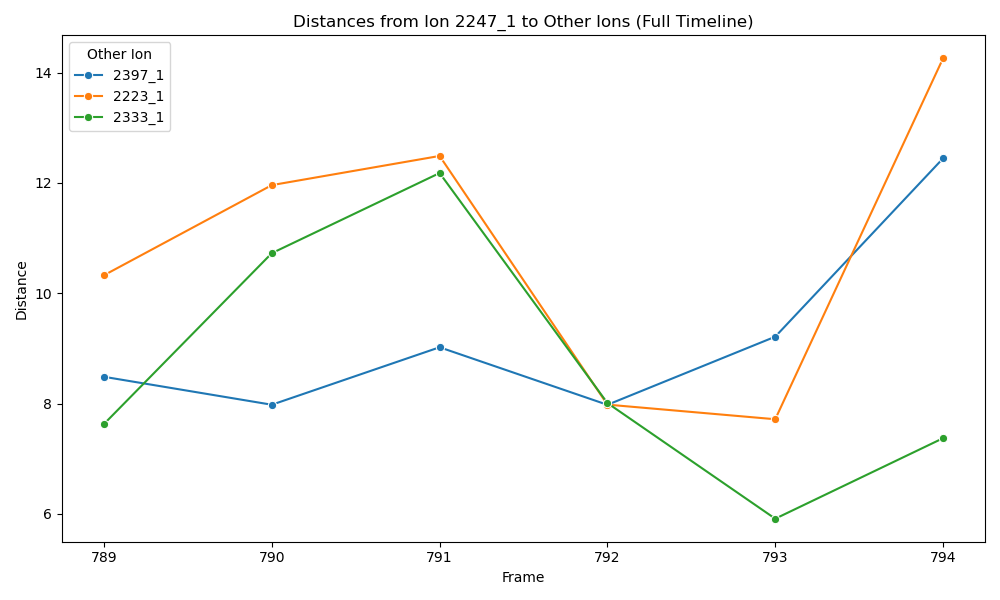 Distances from Ion 2247_1 to Other Ions (Full Timeline)
Other Ion
2397_1
2223_1
2333_1
14
12
10
8
6
Distance
789 790 791 792 793 794
Frame